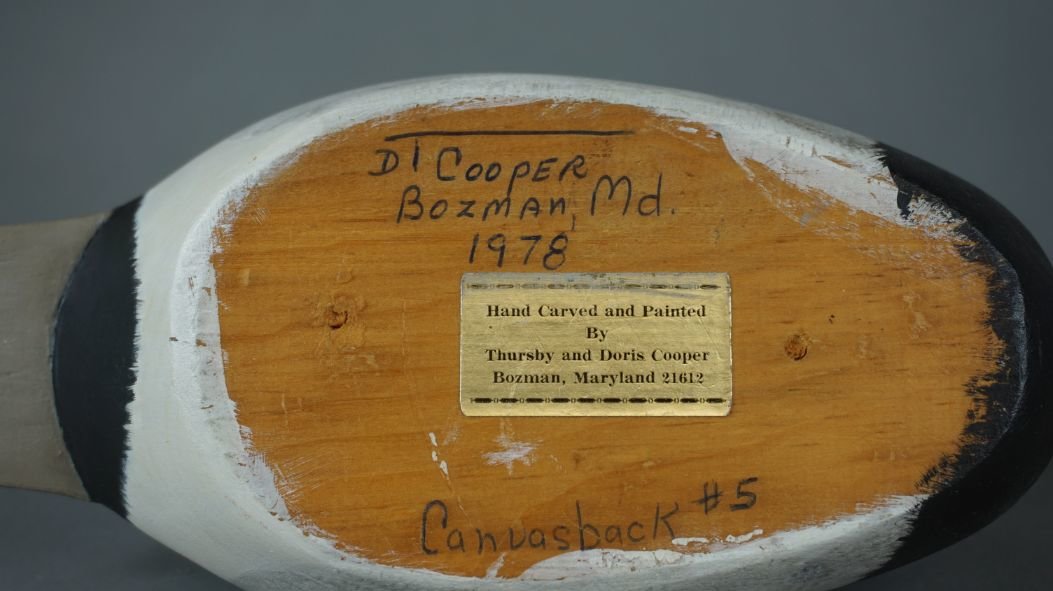 DT Cooper
Bozman, Md.
1978
Hand Carved and Painted
By
Thursby and Doris Cooper
Bozman, Maryland 21612
Canvasback #5